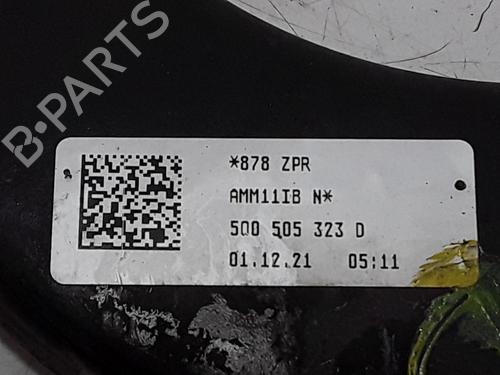 B-PARTS
*878 ZPR
AMM11IB N*
5Q0 505 323 D
01.12.21 05:11